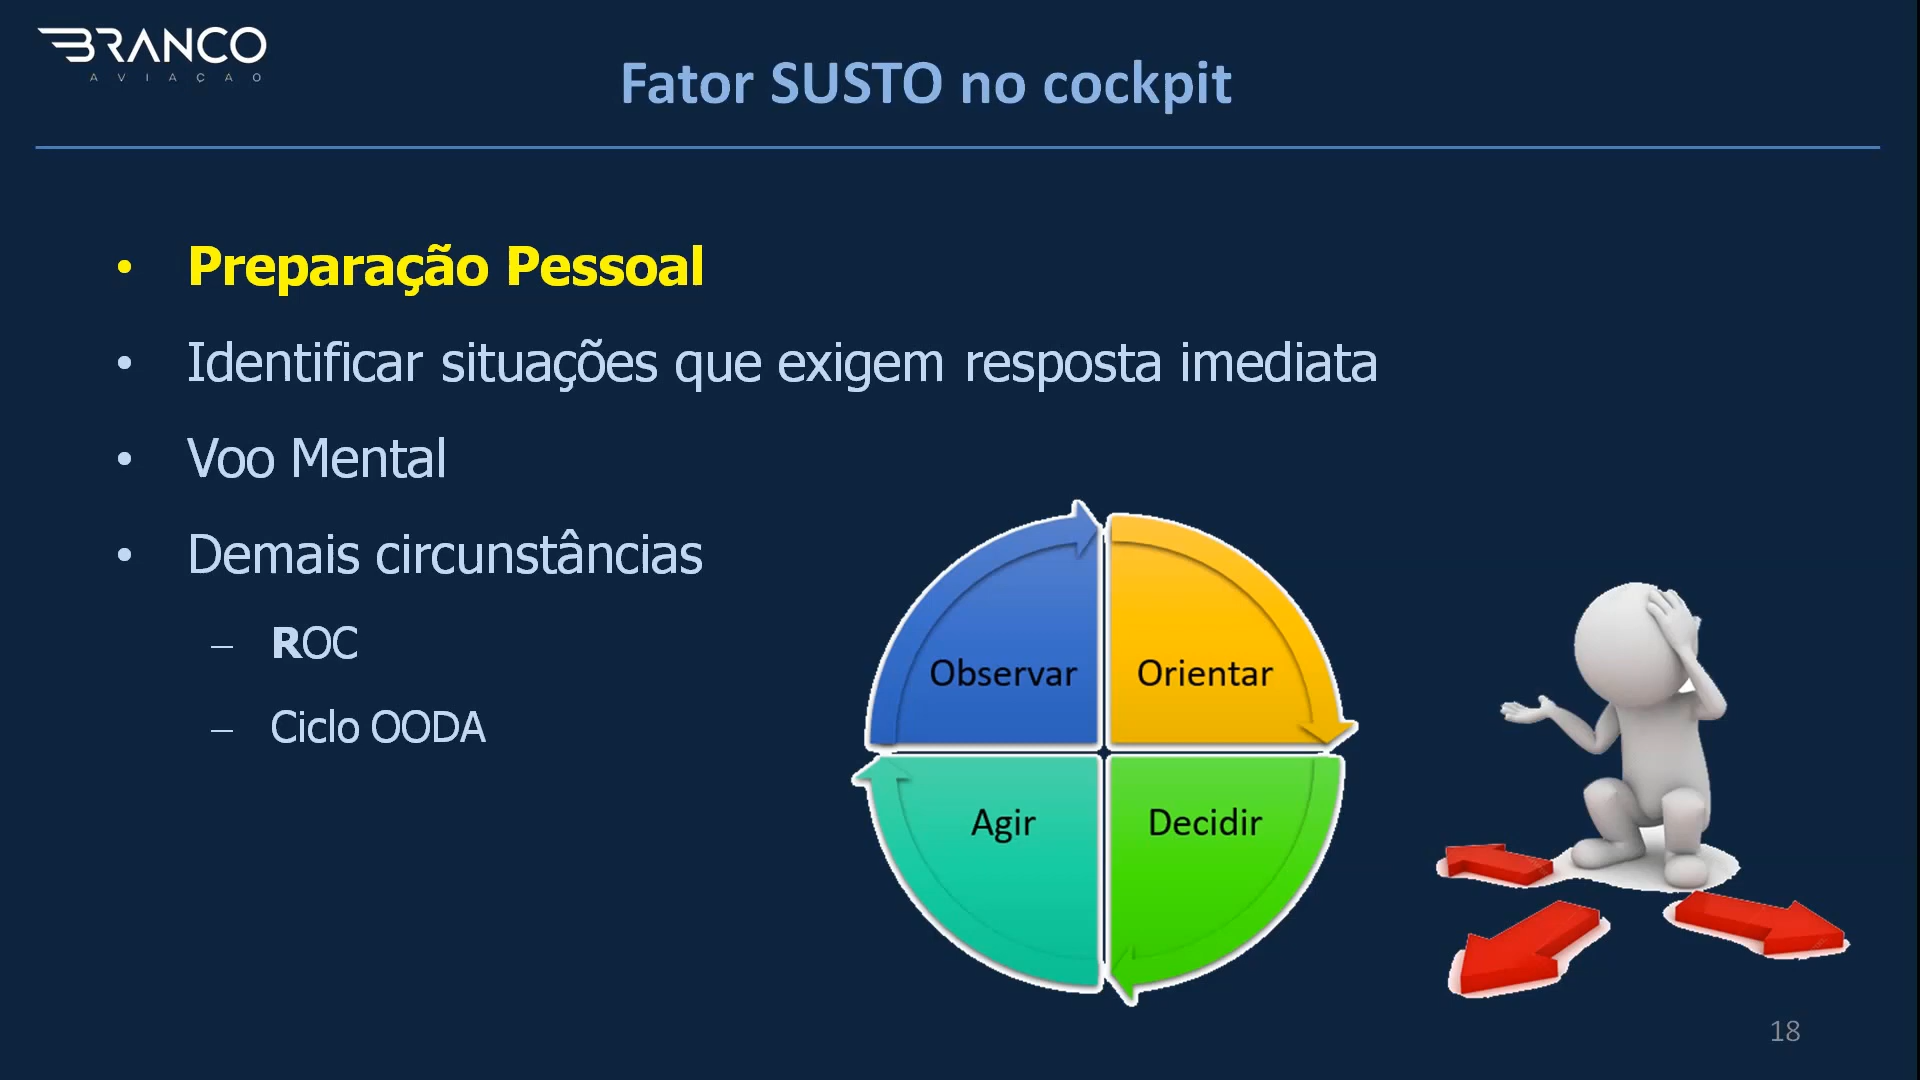 BRANCO
AVIAÇAO
Fator SUSTO no cockpit
• Preparação Pessoal
• Identificar situações que exigem resposta imediata
• Voo Mental
• Demais circunstâncias
– ROC
– Ciclo OODA
Observar
Orientar
Agir
Decidir
18